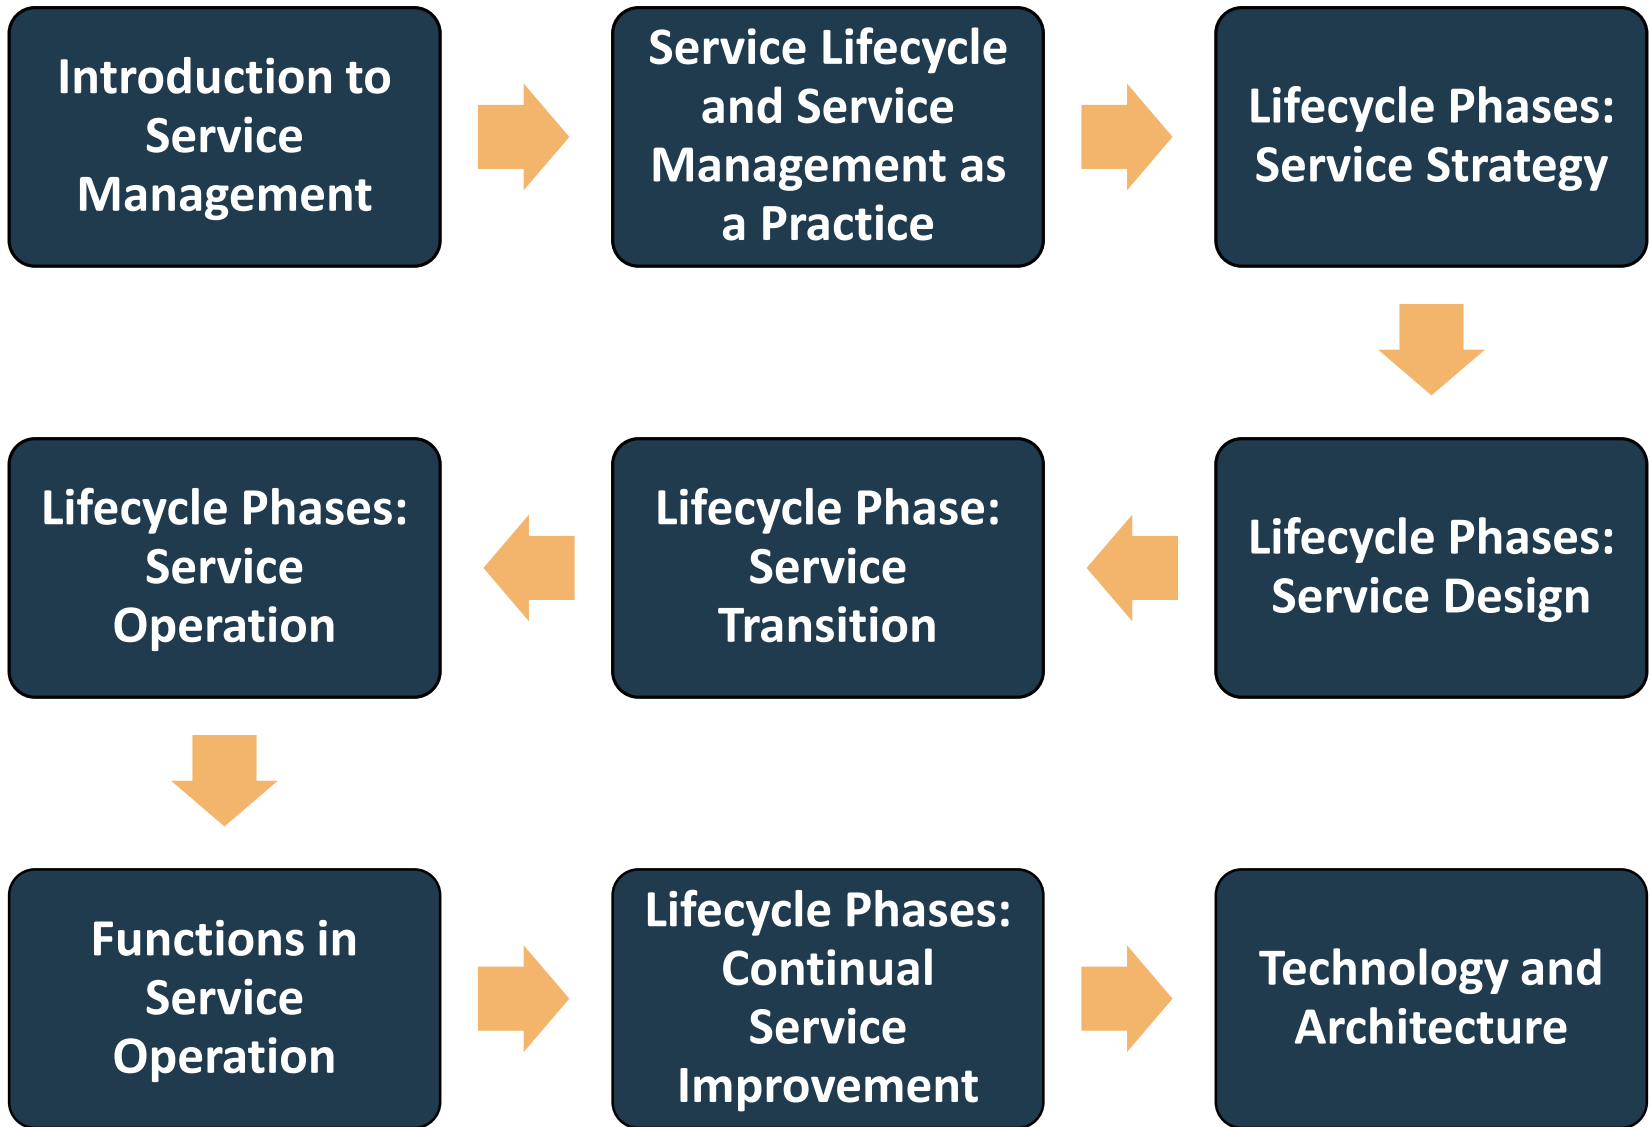 Introduction to
Service
Management
Service Lifecycle
and Service
Management as
a Practice
Lifecycle Phases:
Service Strategy
Lifecycle Phases:
Service Design
Lifecycle Phase:
Service
Transition
Lifecycle Phases:
Service
Operation
Functions in
Service
Operation
Lifecycle Phases:
Continual
Service
Improvement
Technology and
Architecture